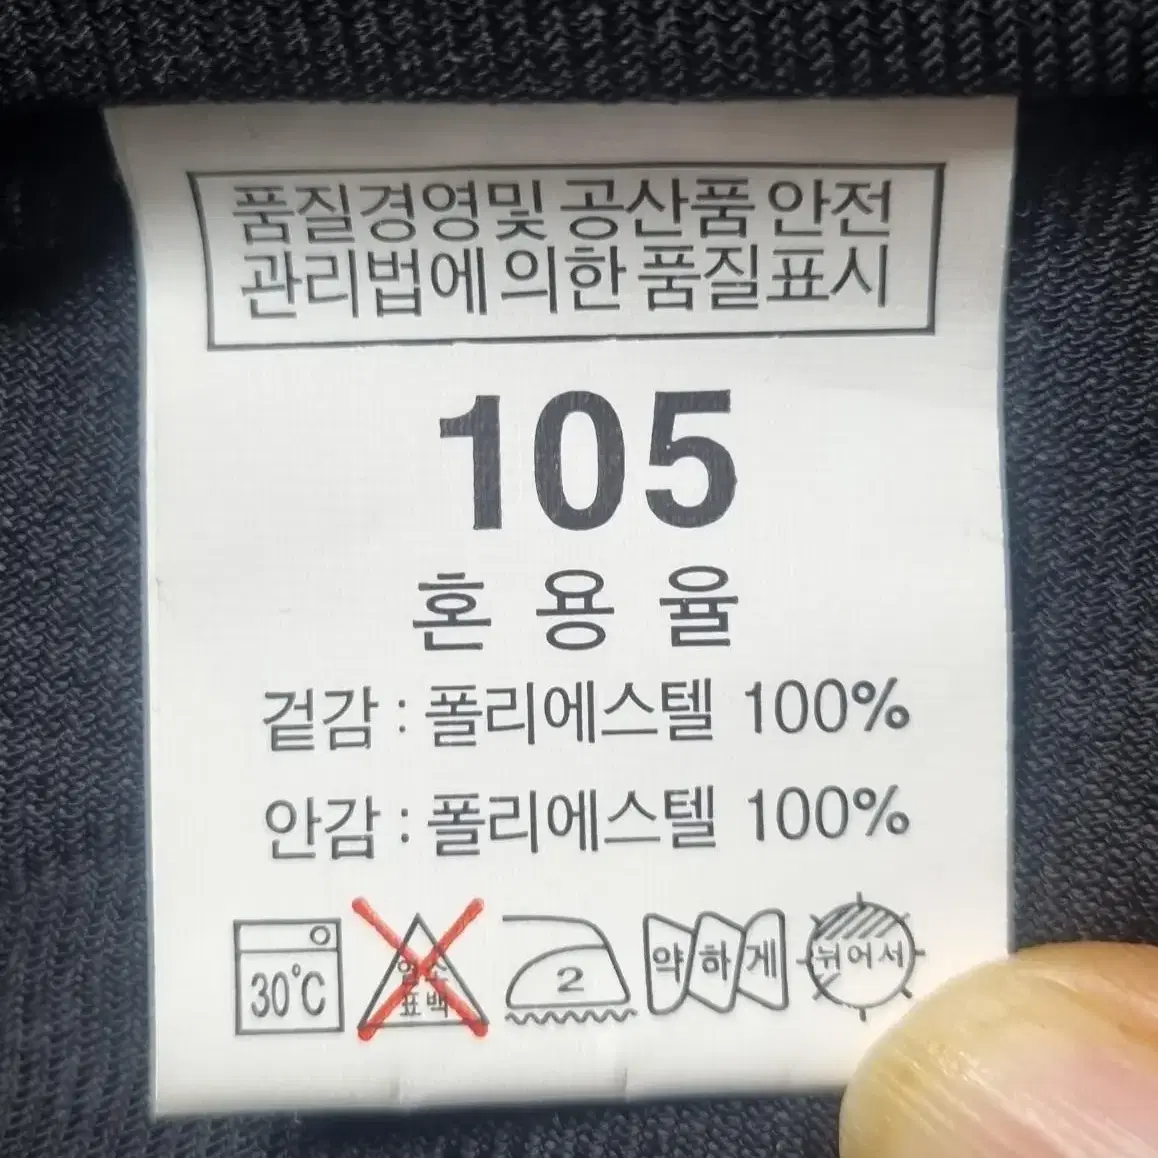 품질경영및 공산품 안전
관리법에 의한 품질표시
105
혼 용 율
겉감 : 폴리에스텔 100%
안감 : 폴리에스텔 100%
30°C
염소
표백
2
약하게
뉘어서